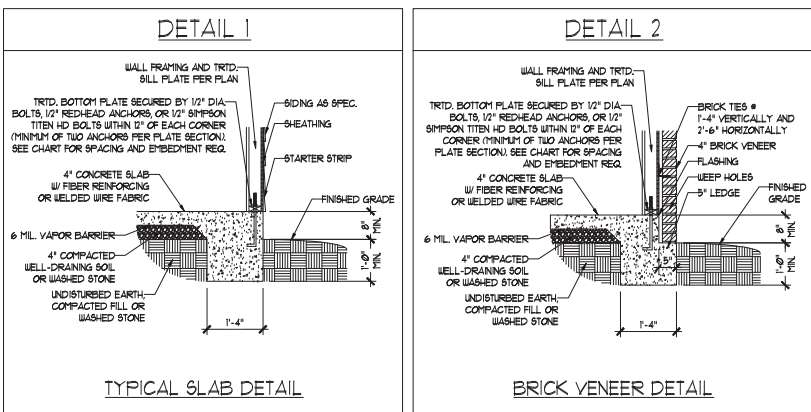 DETAIL 1
WALL FRAMING AND TRTD.
SILL PLATE PER PLAN
TRTD. BOTTOM PLATE SECURED BY 1/2" DIA.
BOLTS, 1/2" REDHEAD ANCHORS, OR 1/2" SIMPSON
TITEN HD BOLTS WITHIN 12" OF EACH CORNER
(MINIMUM OF TWO ANCHORS PER PLATE SECTION).
SEE CHART FOR SPACING AND EMBEDMENT REQ.
SIDING AS SPEC.
SHEATHING
STARTER STRIP
4" CONCRETE SLAB
W/ FIBER REINFORCING
OR WELDED WIRE FABRIC
FINISHED GRADE
8"
MIN.
6 MIL. VAPOR BARRIER
4" COMPACTED
WELL-DRAINING SOIL
OR WASHED STONE
1'-0"
MIN.
UNDISTURBED EARTH,
COMPACTED FILL OR
WASHED STONE
1'-4"
TYPICAL SLAB DETAIL
DETAIL 2
WALL FRAMING AND TRTD.
SILL PLATE PER PLAN
TRTD. BOTTOM PLATE SECURED BY 1/2" DIA.
BOLTS, 1/2" REDHEAD ANCHORS, OR 1/2"
SIMPSON TITEN HD BOLTS WITHIN 12" OF EACH
CORNER (MINIMUM OF TWO ANCHORS PER
PLATE SECTION). SEE CHART FOR SPACING
AND EMBEDMENT REQ.
BRICK TIES @
1'-4" VERTICALLY AND
2'-6" HORIZONTALLY
4" BRICK VENEER
FLASHING
WEEP HOLES
5" LEDGE
4" CONCRETE SLAB
W/ FIBER REINFORCING
OR WELDED WIRE FABRIC
FINISHED
GRADE
8"
MIN.
6 MIL. VAPOR BARRIER
4" COMPACTED
WELL-DRAINING SOIL
OR WASHED STONE
5"
1'-0"
MIN.
UNDISTURBED EARTH,
COMPACTED FILL OR
WASHED STONE
1'-4"
BRICK VENEER DETAIL